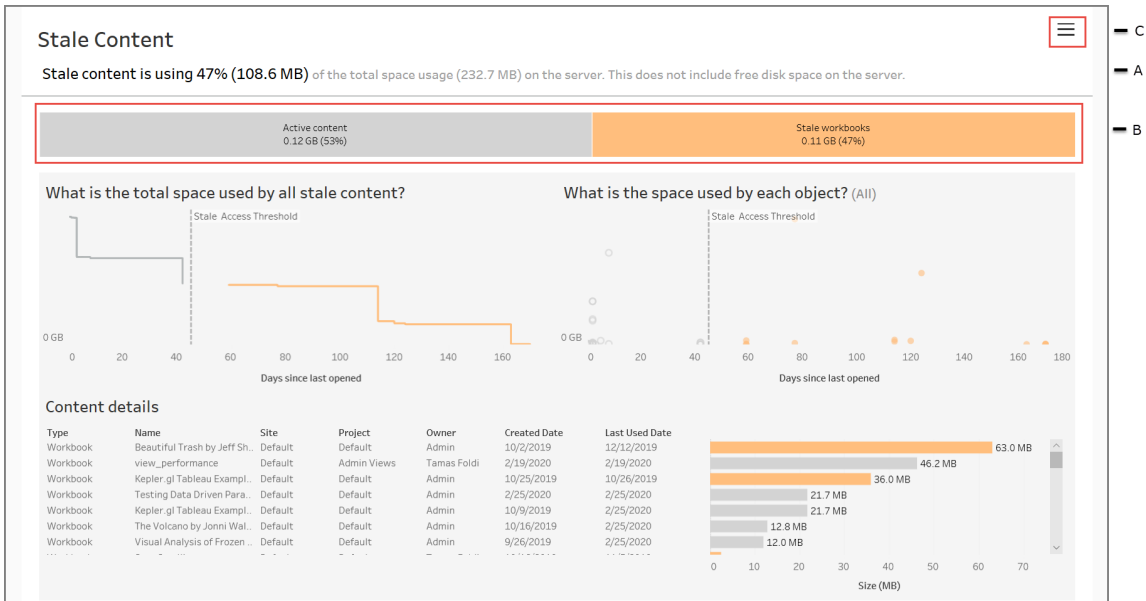 Stale Content
C
Stale content is using 47% (108.6 MB) of the total space usage (232.7 MB) on the server. This does not include free disk space on the server.
A
Active content
0.12 GB (53%)
Stale workbooks
0.11 GB (47%)
B
What is the total space used by all stale content?
Stale Access Threshold
0 GB
0 20 40 60 80 100 120 140 160
Days since last opened
What is the space used by each object? (All)
Stale Access Threshold
0 GB
0 20 40 60 80 100 120 140 160 180
Days since last opened
Content details
Type Name Site Project Owner Created Date Last Used Date
Workbook Beautiful Trash by Jeff Sh.. Default Default Admin 10/2/2019 12/12/2019 63.0 MB
Workbook view_performance Default Admin Views Tamas Foldi 2/19/2020 2/19/2020 46.2 MB
Workbook Kepler.gl Tableau Exampl.. Default Default Admin 10/25/2019 10/26/2019 36.0 MB
Workbook Testing Data Driven Para.. Default Default Admin 2/25/2020 2/25/2020 21.7 MB
Workbook Kepler.gl Tableau Exampl.. Default Default Admin 10/9/2019 2/25/2020 21.7 MB
Workbook The Volcano by Jonni Wal.. Default Default Admin 10/16/2019 2/25/2020 12.8 MB
Workbook Visual Analysis of Frozen .. Default Default Admin 9/26/2019 2/25/2020 12.0 MB
0 10 20 30 40 50 60 70
Size (MB)